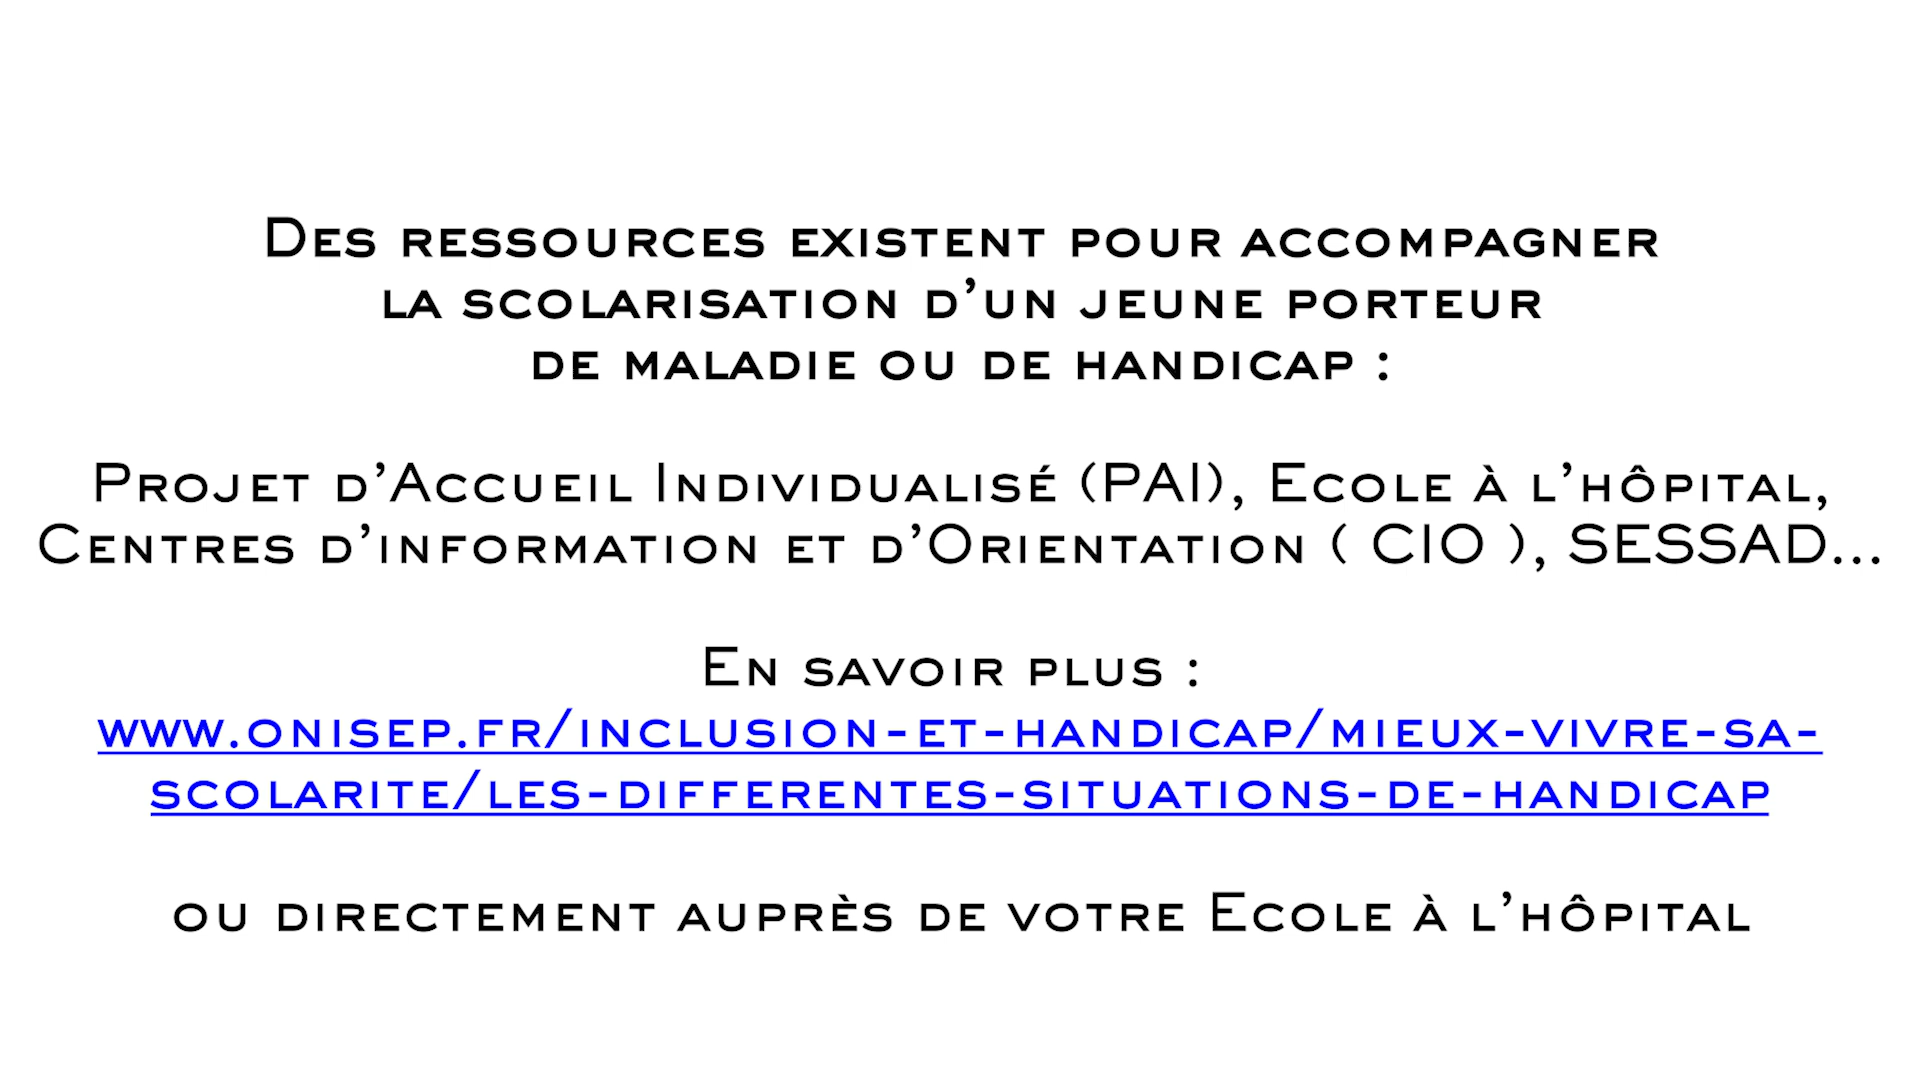 Des ressources existent pour accompagner
la scolarisation d’un jeune porteur
de maladie ou de handicap :
Projet d’Accueil Individualisé (PAI), Ecole à l’hôpital,
Centres d’information et d’Orientation ( CIO ), SESSAD...
En savoir plus :
www.onisep.fr/inclusion-et-handicap/mieux-vivre-sa-
scolarite/les-differentes-situations-de-handicap
ou directement auprès de votre Ecole à l’hôpital